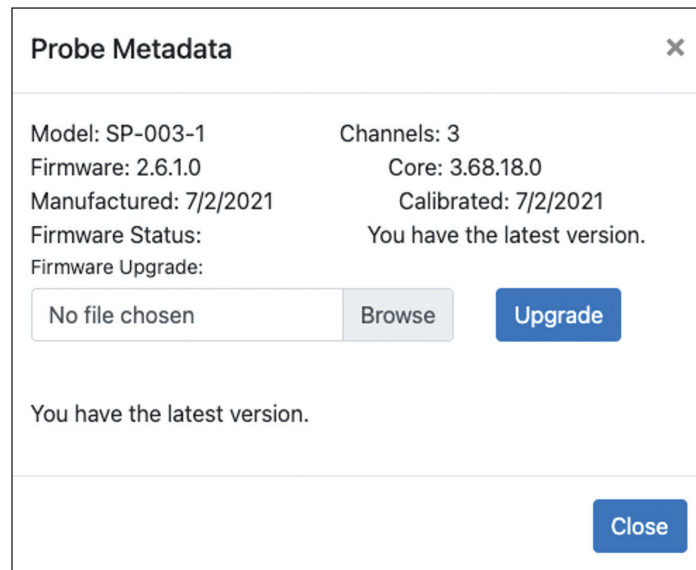 Probe Metadata ×
Model: SP-003-1 Channels: 3
Firmware: 2.6.1.0 Core: 3.68.18.0
Manufactured: 7/2/2021 Calibrated: 7/2/2021
Firmware Status: You have the latest version.
Firmware Upgrade:
No file chosen Browse Upgrade
You have the latest version.
Close